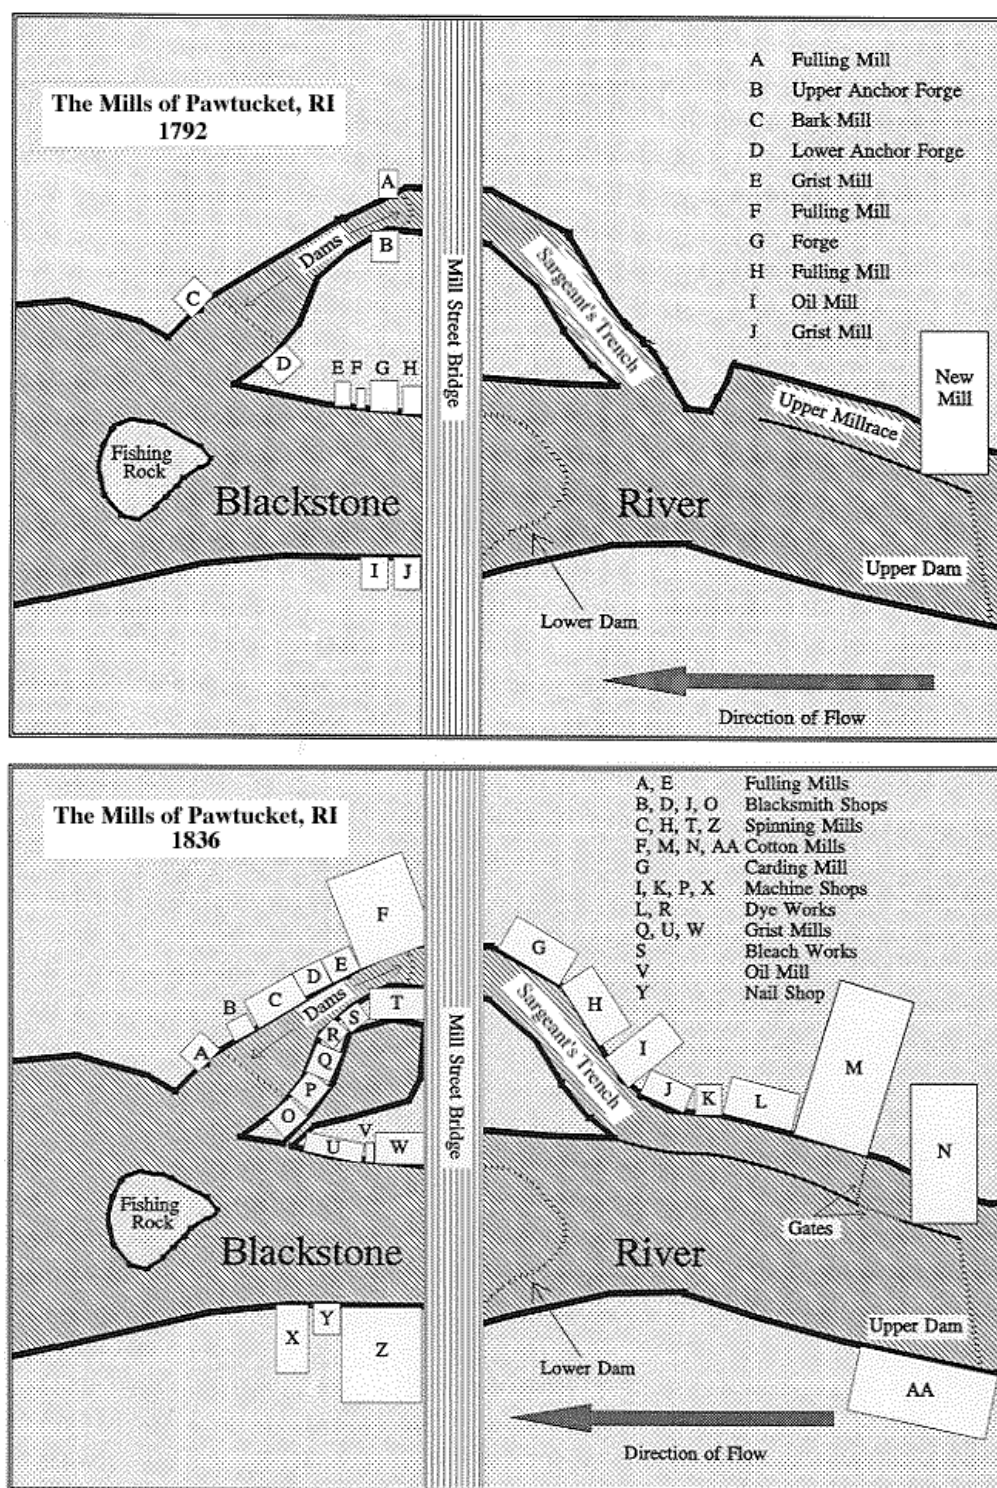 The Mills of Pawtucket, RI
1792
A Fulling Mill
B Upper Anchor Forge
C Bark Mill
D Lower Anchor Forge
E Grist Mill
F Fulling Mill
G Forge
H Fulling Mill
I Oil Mill
J Grist Mill
A
B
C
Dams
D
E F G H
Mill Street Bridge
Sargeant's Trench
New
Mill
Upper Millrace
Fishing
Rock
Blackstone River
I J
Upper Dam
Lower Dam
Direction of Flow
The Mills of Pawtucket, RI
1836
A, E Fulling Mills
B, D, J, O Blacksmith Shops
C, H, T, Z Spinning Mills
F, M, N, AA Cotton Mills
G Carding Mill
I, K, P, X Machine Shops
L, R Dye Works
Q, U, W Grist Mills
S Bleach Works
V Oil Mill
Y Nail Shop
F
G
E
D
C
B
A
Dams
T
S
R
Q
P
O
V
U
W
Mill Street Bridge
Sargeant's Trench
H
I
J
K
L
M
N
Gates
Fishing
Rock
Blackstone River
X
Y
Z
Upper Dam
Lower Dam
AA
Direction of Flow